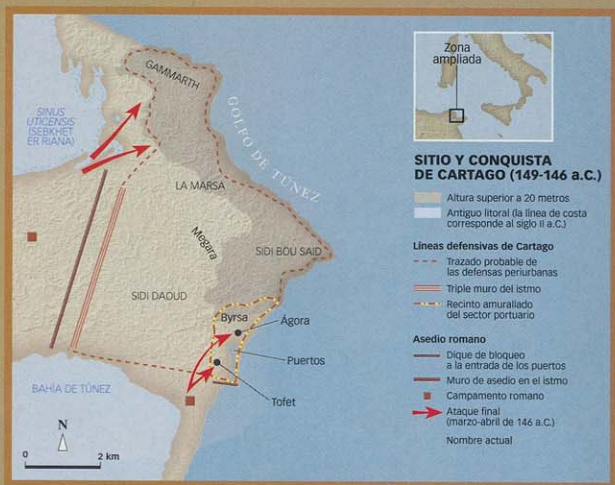 GAMMARTH
SINUS
UTICENSIS
(SEBKHET
ER RIANA)
GOLFO DE TÚNEZ
LA MARSA
Megara
SIDI BOU SAID
SIDI DAOUD
Byrsa
Ágora
Puertos
Tofet
BAHÍA DE TÚNEZ
N
0 2 km
Zona
ampliada
SITIO Y CONQUISTA
DE CARTAGO (149-146 a.C.)
Altura superior a 20 metros
Antiguo litoral (la línea de costa
corresponde al siglo II a.C.)
Líneas defensivas de Cartago
Trazado probable de
las defensas periurbanas
Triple muro del istmo
Recinto amurallado
del sector portuario
Asedio romano
Dique de bloqueo
a la entrada de los puertos
Muro de asedio en el istmo
Campamento romano
Ataque final
(marzo-abril de 146 a.C.)
Nombre actual